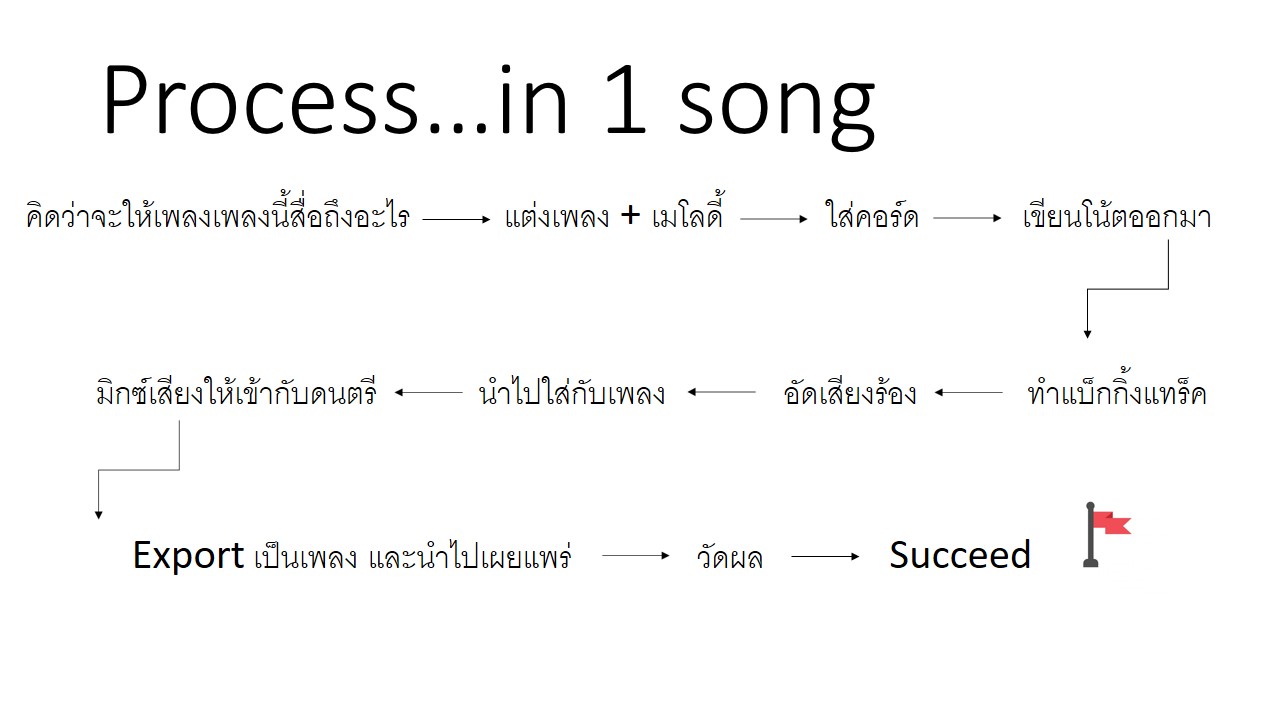 Process...in 1 song
คิดว่าจะให้เพลงเพลงนี้สื่อถึงอะไร แต่งเพลง + เมโลดี้ ใส่คอร์ด เขียนโน้ตออกมา
มิกซ์เสียงให้เข้ากับดนตรี นำไปใส่กับเพลง อัดเสียงร้อง ทำแบ็กกิ้งแทร็ค
Export เป็นเพลง และนำไปเผยแพร่ วัดผล Succeed